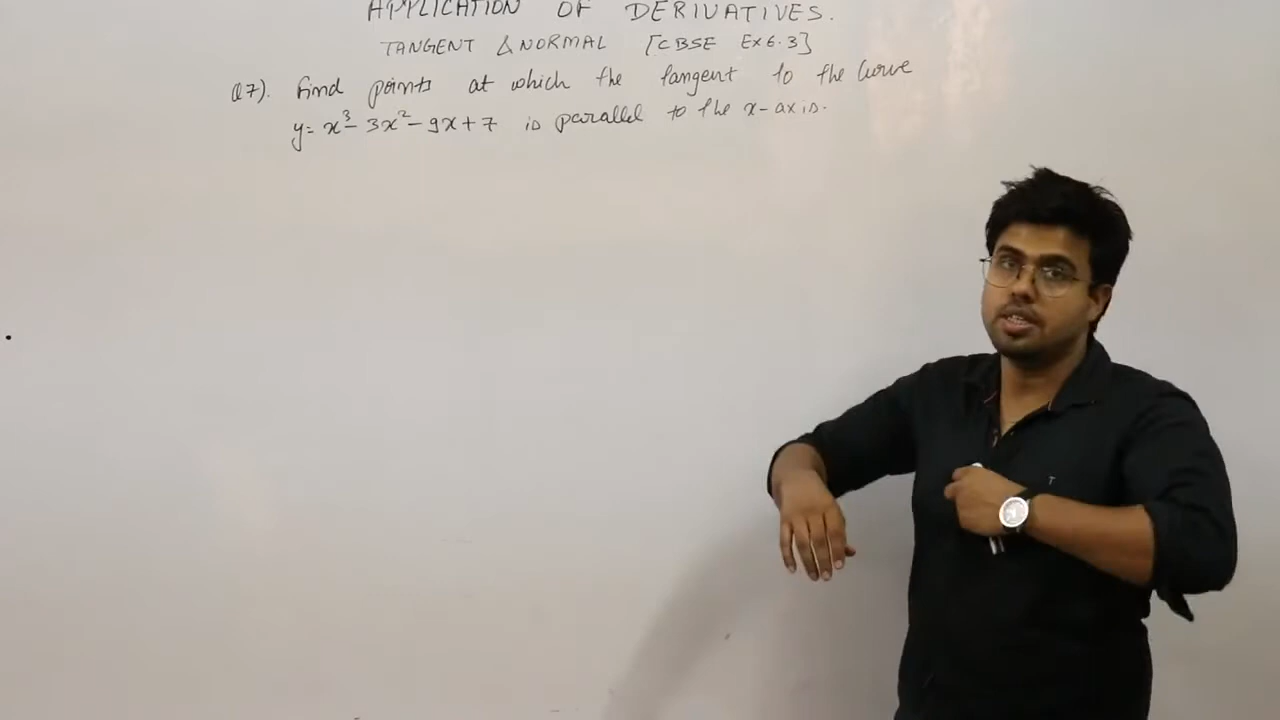 APPLICATION OF DERIVATIVES.
TANGENT & NORMAL [CBSE Ex 6.3]
Q7). Find points at which the tangent to the curve
y = x³ - 3x² - 9x + 7 is parallel to the x-axis.
T